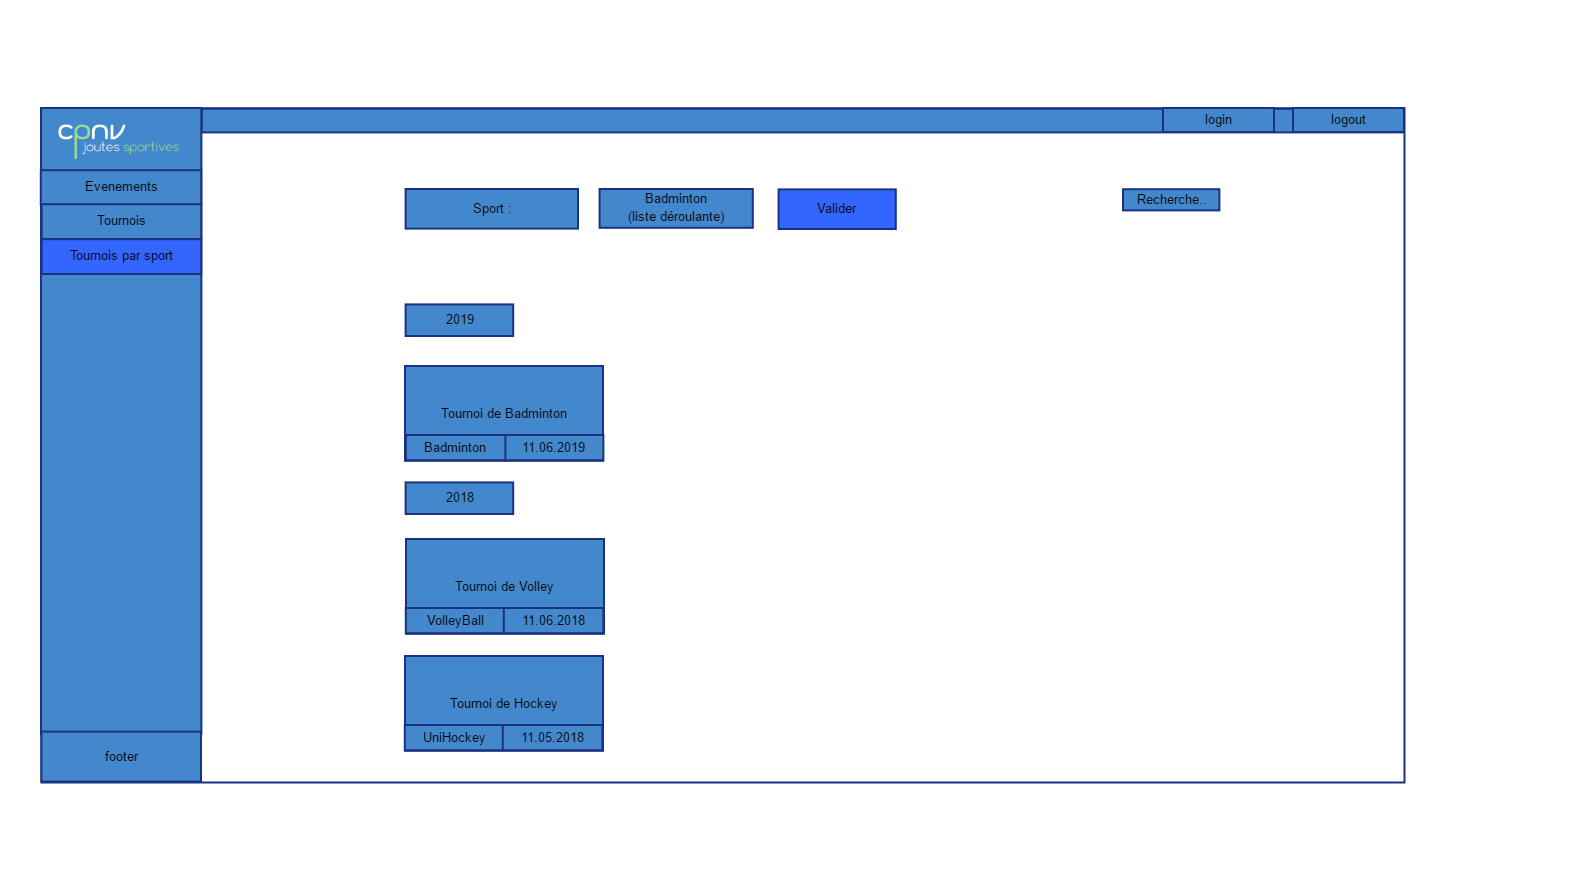 cpnv
joutes sportives
login
logout
Evenements
Tournois
Tournois par sport
footer
Sport :
Badminton
(liste déroulante)
Valider
Recherche..
2019
Tournoi de Badminton
Badminton
11.06.2019
2018
Tournoi de Volley
VolleyBall
11.06.2018
Tournoi de Hockey
UniHockey
11.05.2018